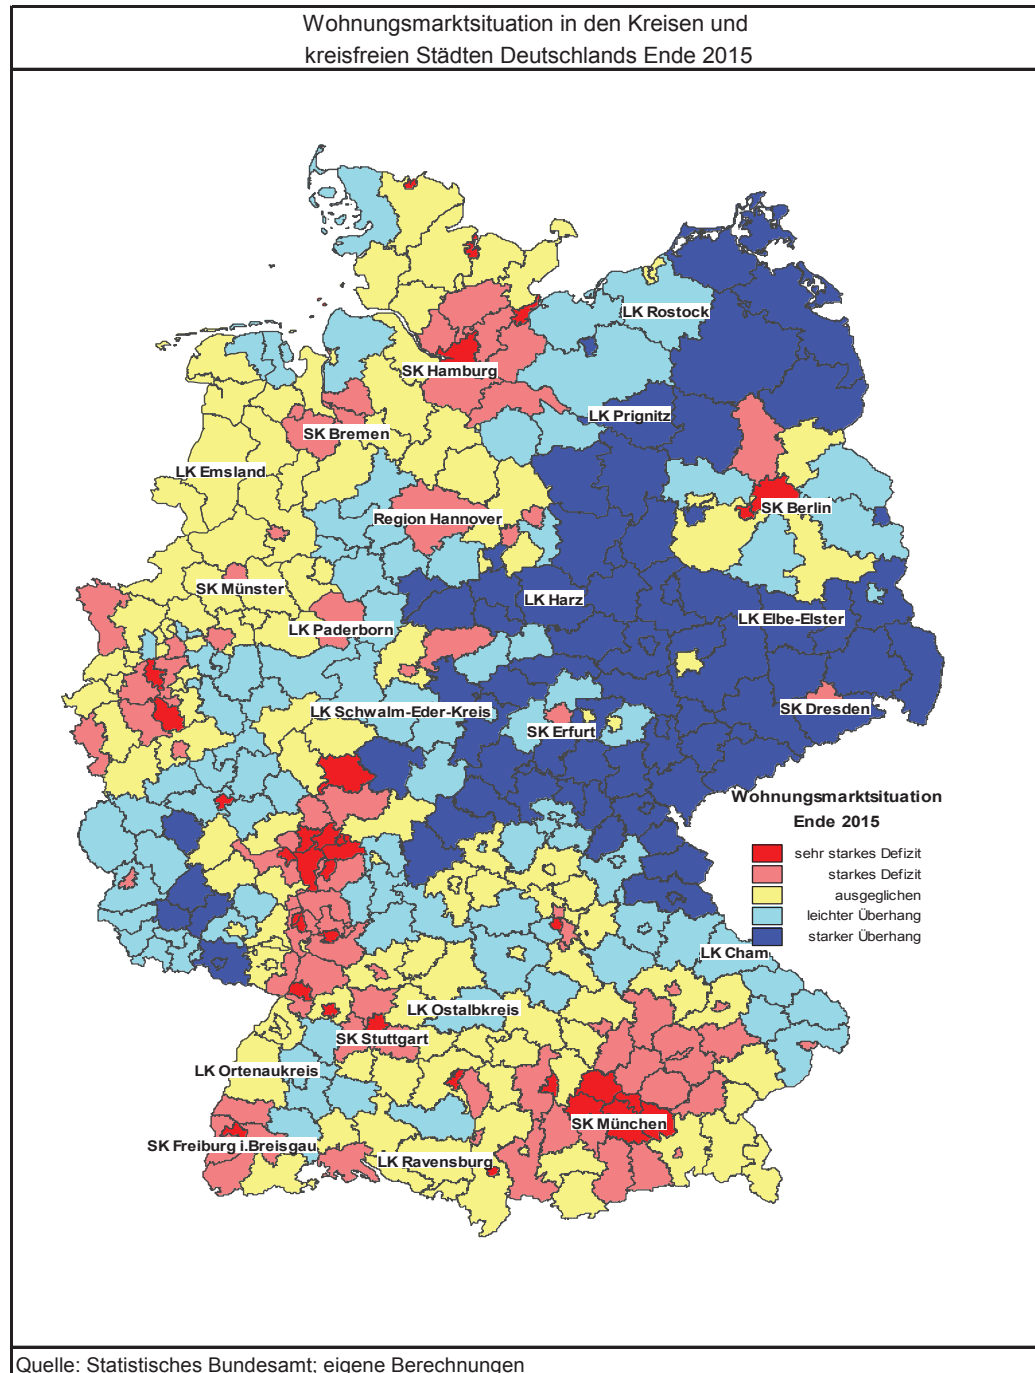 Wohnungsmarktsituation in den Kreisen und
kreisfreien Städten Deutschlands Ende 2015
LK Rostock
SK Hamburg
LK Prignitz
SK Bremen
LK Emsland
SK Berlin
Region Hannover
SK Münster
LK Harz
LK Elbe-Elster
LK Paderborn
LK Schwalm-Eder-Kreis
SK Dresden
SK Erfurt
Wohnungsmarktsituation
Ende 2015
sehr starkes Defizit
starkes Defizit
ausgeglichen
leichter Überhang
starker Überhang
LK Cham
LK Ostalbkreis
SK Stuttgart
LK Ortenaukreis
SK München
SK Freiburg i.Breisgau
LK Ravensburg
Quelle: Statistisches Bundesamt; eigene Berechnungen